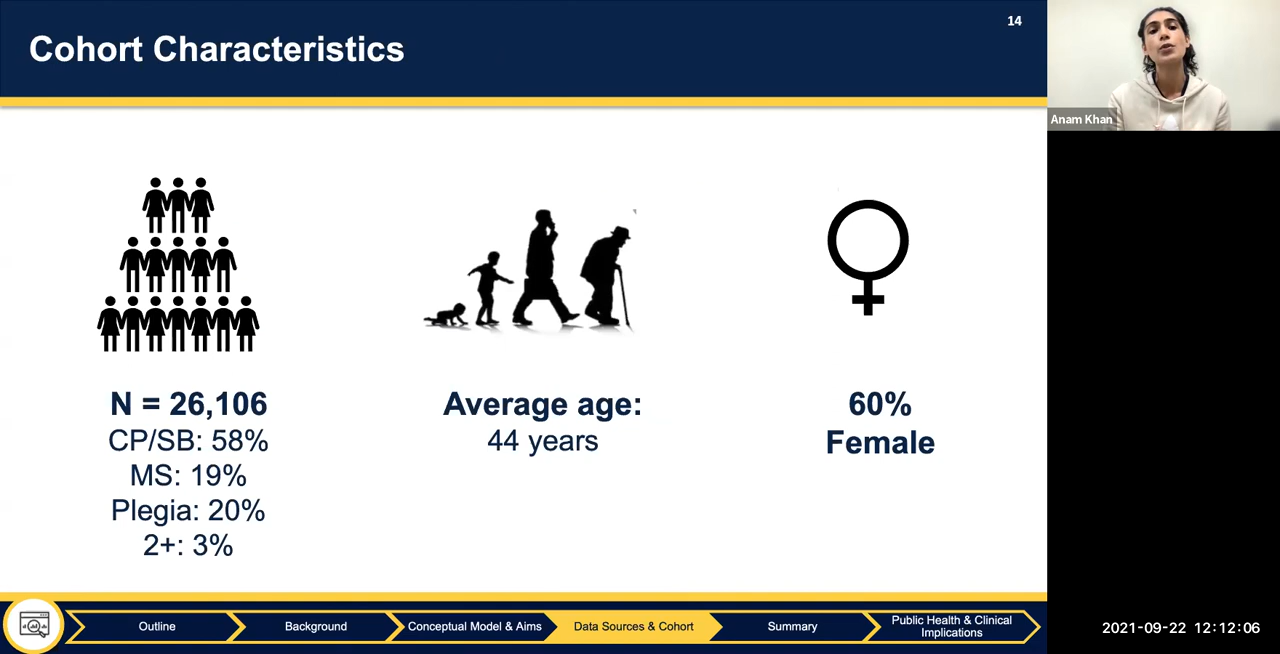 14
Cohort Characteristics
Anam Khan
N = 26,106
CP/SB: 58%
MS: 19%
Plegia: 20%
2+: 3%
Average age:
44 years
60%
Female
Outline
Background
Conceptual Model & Aims
Data Sources & Cohort
Summary
Public Health & Clinical
Implications
2021-09-22 12:12:06